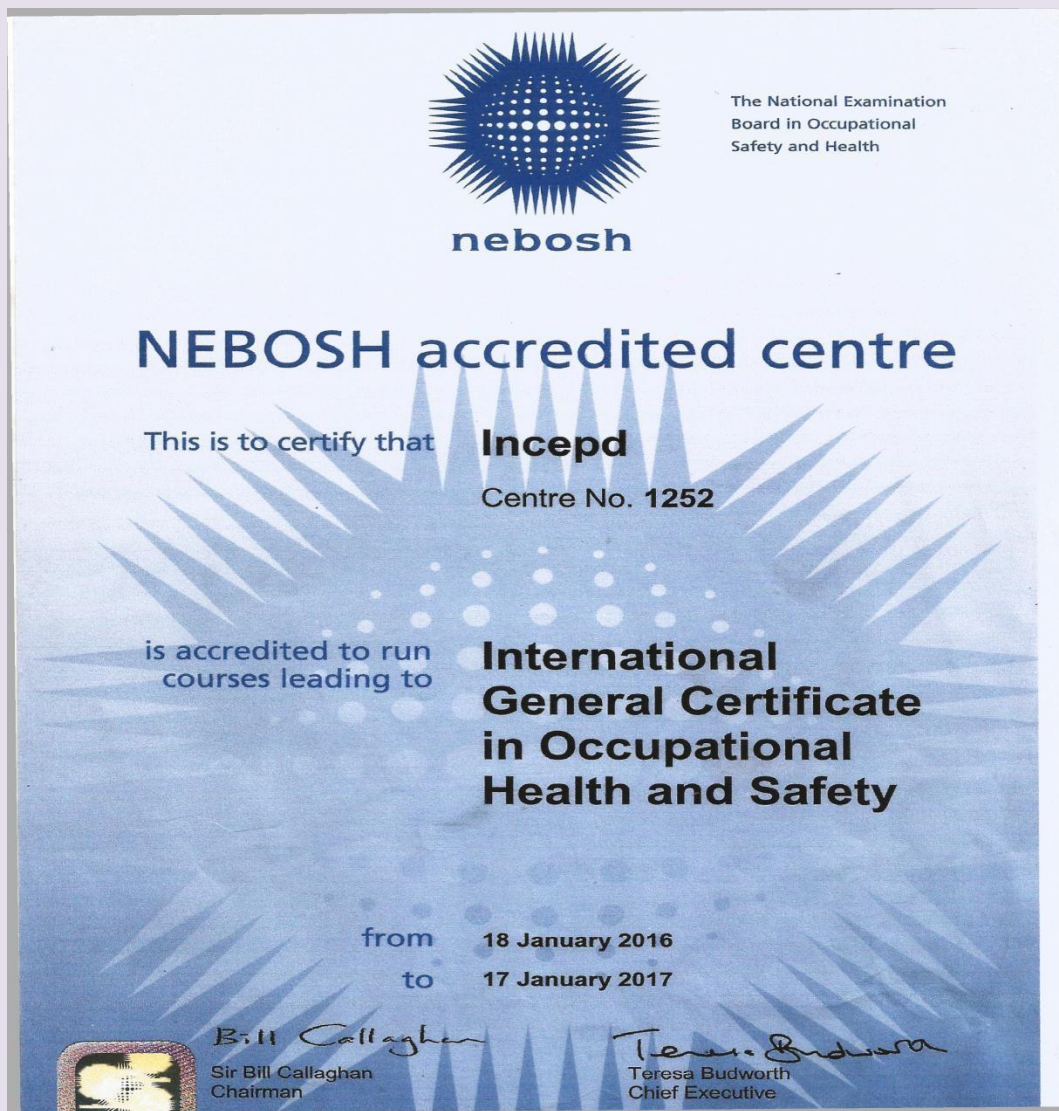 The National Examination
Board in Occupational
Safety and Health
nebosh
NEBOSH accredited centre
This is to certify that
Incepd
Centre No. 1252
is accredited to run
courses leading to
International
General Certificate
in Occupational
Health and Safety
from
18 January 2016
to
17 January 2017
Bill Callaghan
Teresa Budworth
Sir Bill Callaghan
Chairman
Teresa Budworth
Chief Executive